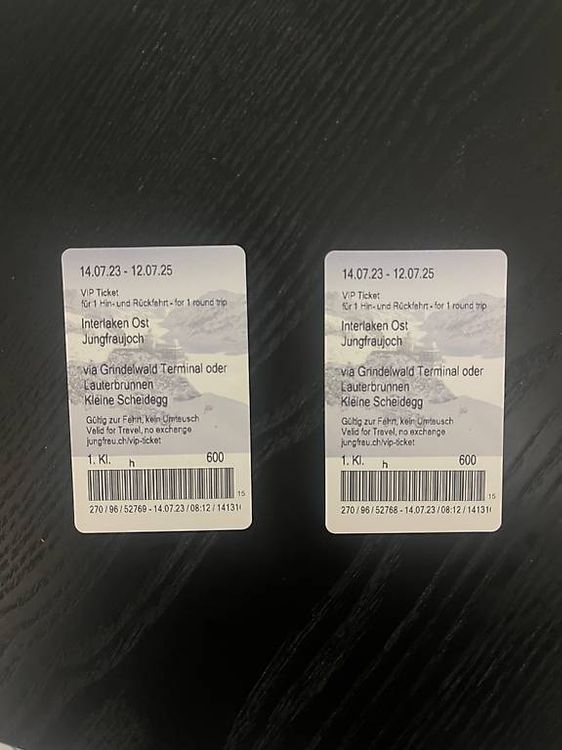 14.07.23 - 12.07.25
VIP Ticket
für 1 Hin- und Rückfahrt - for 1 round trip
Interlaken Ost
Jungfraujoch
via Grindelwald Terminal oder
Lauterbrunnen
Kleine Scheidegg
Gültig zur Fahrt, kein Umtausch
Valid for Travel, no exchange
jungfrau.ch/vip-ticket
1. Kl. h 600
15
270 / 96 / 52769 - 14.07.23 / 08:12 / 14131
14.07.23 - 12.07.25
VIP Ticket
für 1 Hin- und Rückfahrt - for 1 round trip
Interlaken Ost
Jungfraujoch
via Grindelwald Terminal oder
Lauterbrunnen
Kleine Scheidegg
Gültig zur Fahrt, kein Umtausch
Valid for Travel, no exchange
jungfrau.ch/vip-ticket
1. Kl. h 600
15
270 / 96 / 52768 - 14.07.23 / 08:12 / 14131